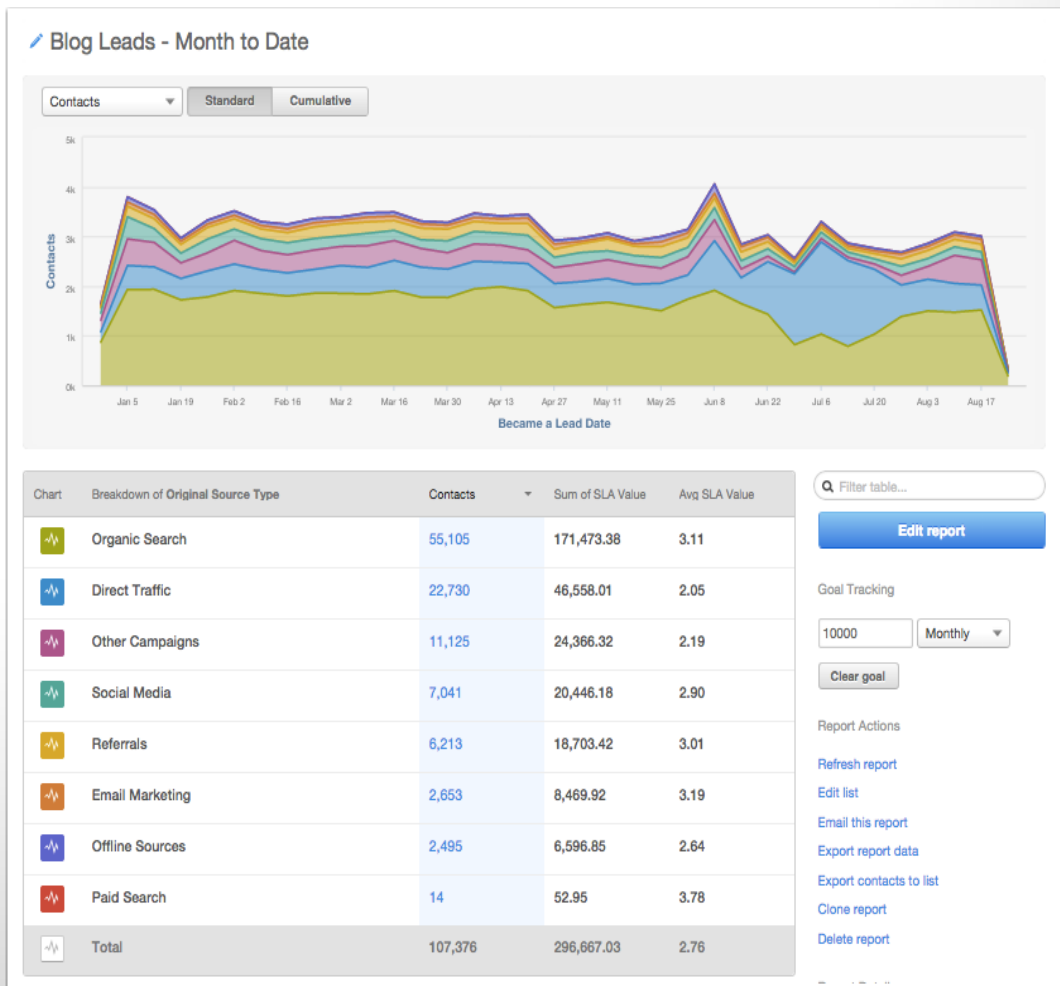 Blog Leads - Month to Date
Contacts Standard Cumulative
5k
4k
3k
2k
1k
0k
Contacts
Jan 5 Jan 19 Feb 2 Feb 16 Mar 2 Mar 16 Mar 30 Apr 13 Apr 27 May 11 May 25 Jun 8 Jun 22 Jul 6 Jul 20 Aug 3 Aug 17
Became a Lead Date
Chart Breakdown of Original Source Type Contacts Sum of SLA Value Avg SLA Value
Organic Search 55,105 171,473.38 3.11
Direct Traffic 22,730 46,558.01 2.05
Other Campaigns 11,125 24,366.32 2.19
Social Media 7,041 20,446.18 2.90
Referrals 6,213 18,703.42 3.01
Email Marketing 2,653 8,469.92 3.19
Offline Sources 2,495 6,596.85 2.64
Paid Search 14 52.95 3.78
Total 107,376 296,667.03 2.76
Filter table...
Edit report
Goal Tracking
10000 Monthly
Clear goal
Report Actions
Refresh report
Edit list
Email this report
Export report data
Export contacts to list
Clone report
Delete report